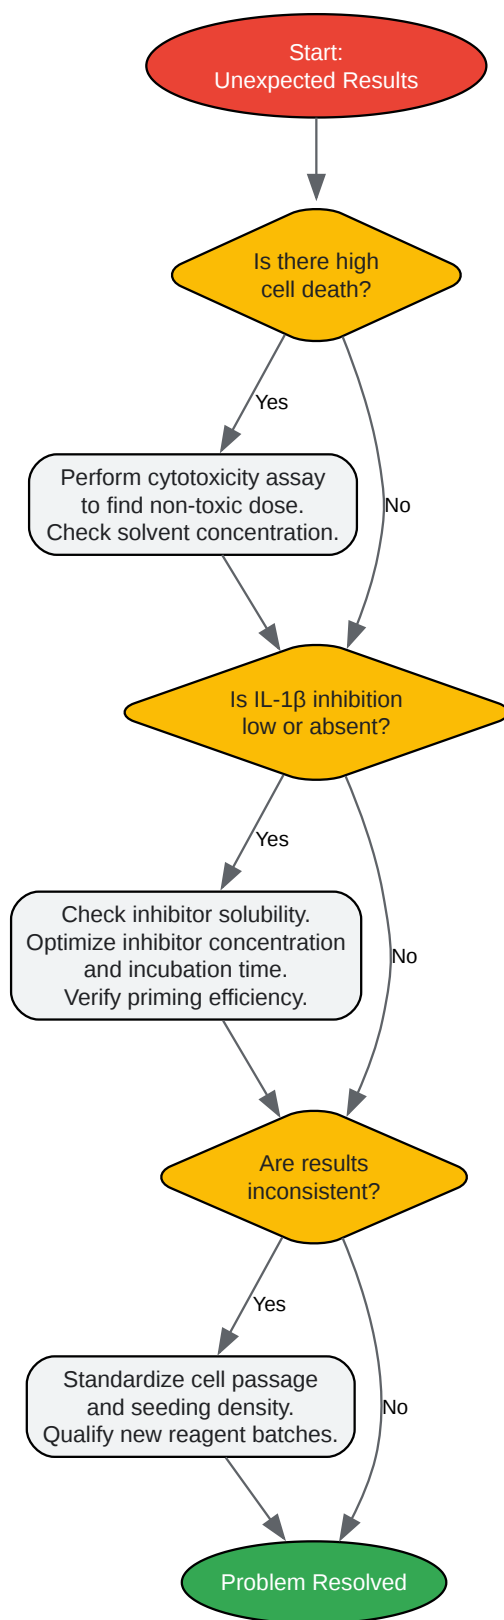 Start:
Unexpected Results
Is there high
cell death?
Yes
Perform cytotoxicity assay
to find non-toxic dose.
Check solvent concentration.
No
Is IL-1β inhibition
low or absent?
Yes
Check inhibitor solubility.
Optimize inhibitor concentration
and incubation time.
Verify priming efficiency.
No
Are results
inconsistent?
Yes
Standardize cell passage
and seeding density.
Qualify new reagent batches.
No
Problem Resolved